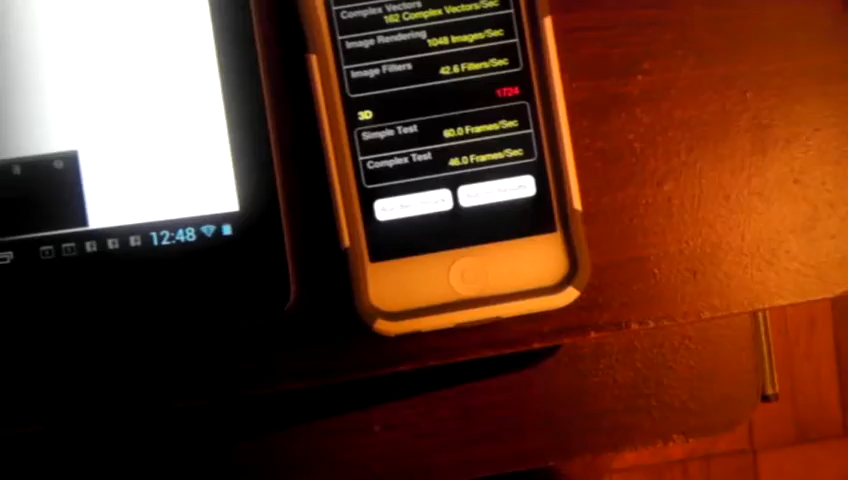 Complex Vectors
162 Complex Vectors/Sec
Image Rendering
1048 Images/Sec
Image Filters
42.6 Filters/Sec
3D
1724
Simple Test
60.0 Frames/Sec
Complex Test
46.0 Frames/Sec
12:48